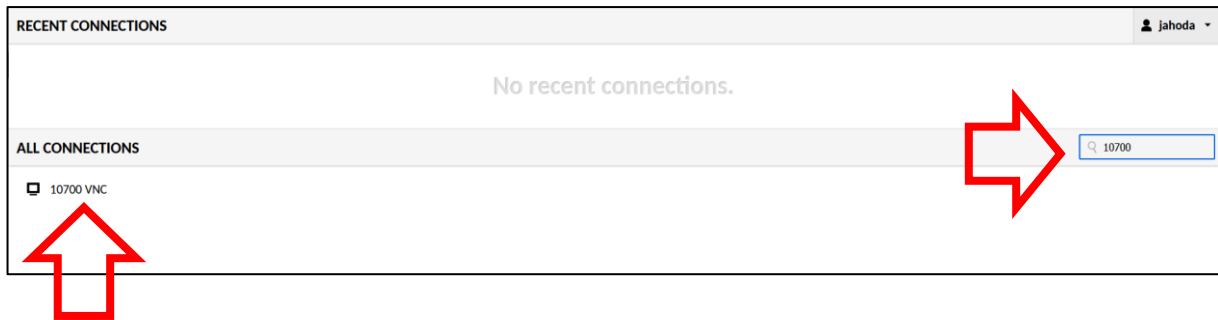 RECENT CONNECTIONS
jahoda
No recent connections.
ALL CONNECTIONS
10700
10700 VNC